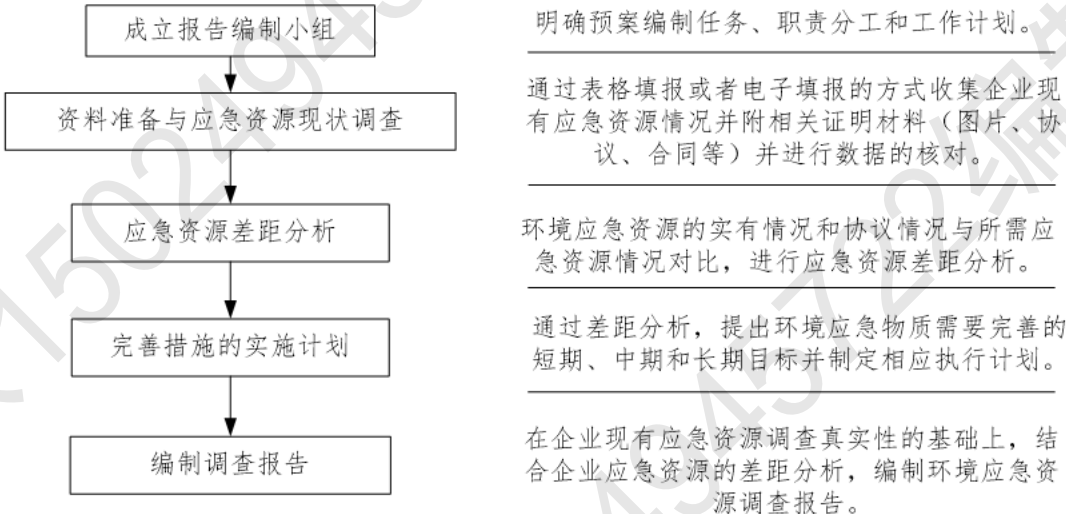 成立报告编制小组
明确预案编制任务、职责分工和工作计划。
资料准备与应急资源现状调查
通过表格填报或者电子填报的方式收集企业现
有应急资源情况并附相关证明材料（图片、协
议、合同等）并进行数据的核对。
应急资源差距分析
环境应急资源的实有情况和协议情况与所需应
急资源情况对比，进行应急资源差距分析。
完善措施的实施计划
通过差距分析，提出环境应急物质需要完善的
短期、中期和长期目标并制定相应执行计划。
编制调查报告
在企业现有应急资源调查真实性的基础上，结
合企业应急资源的差距分析，编制环境应急资
源调查报告。